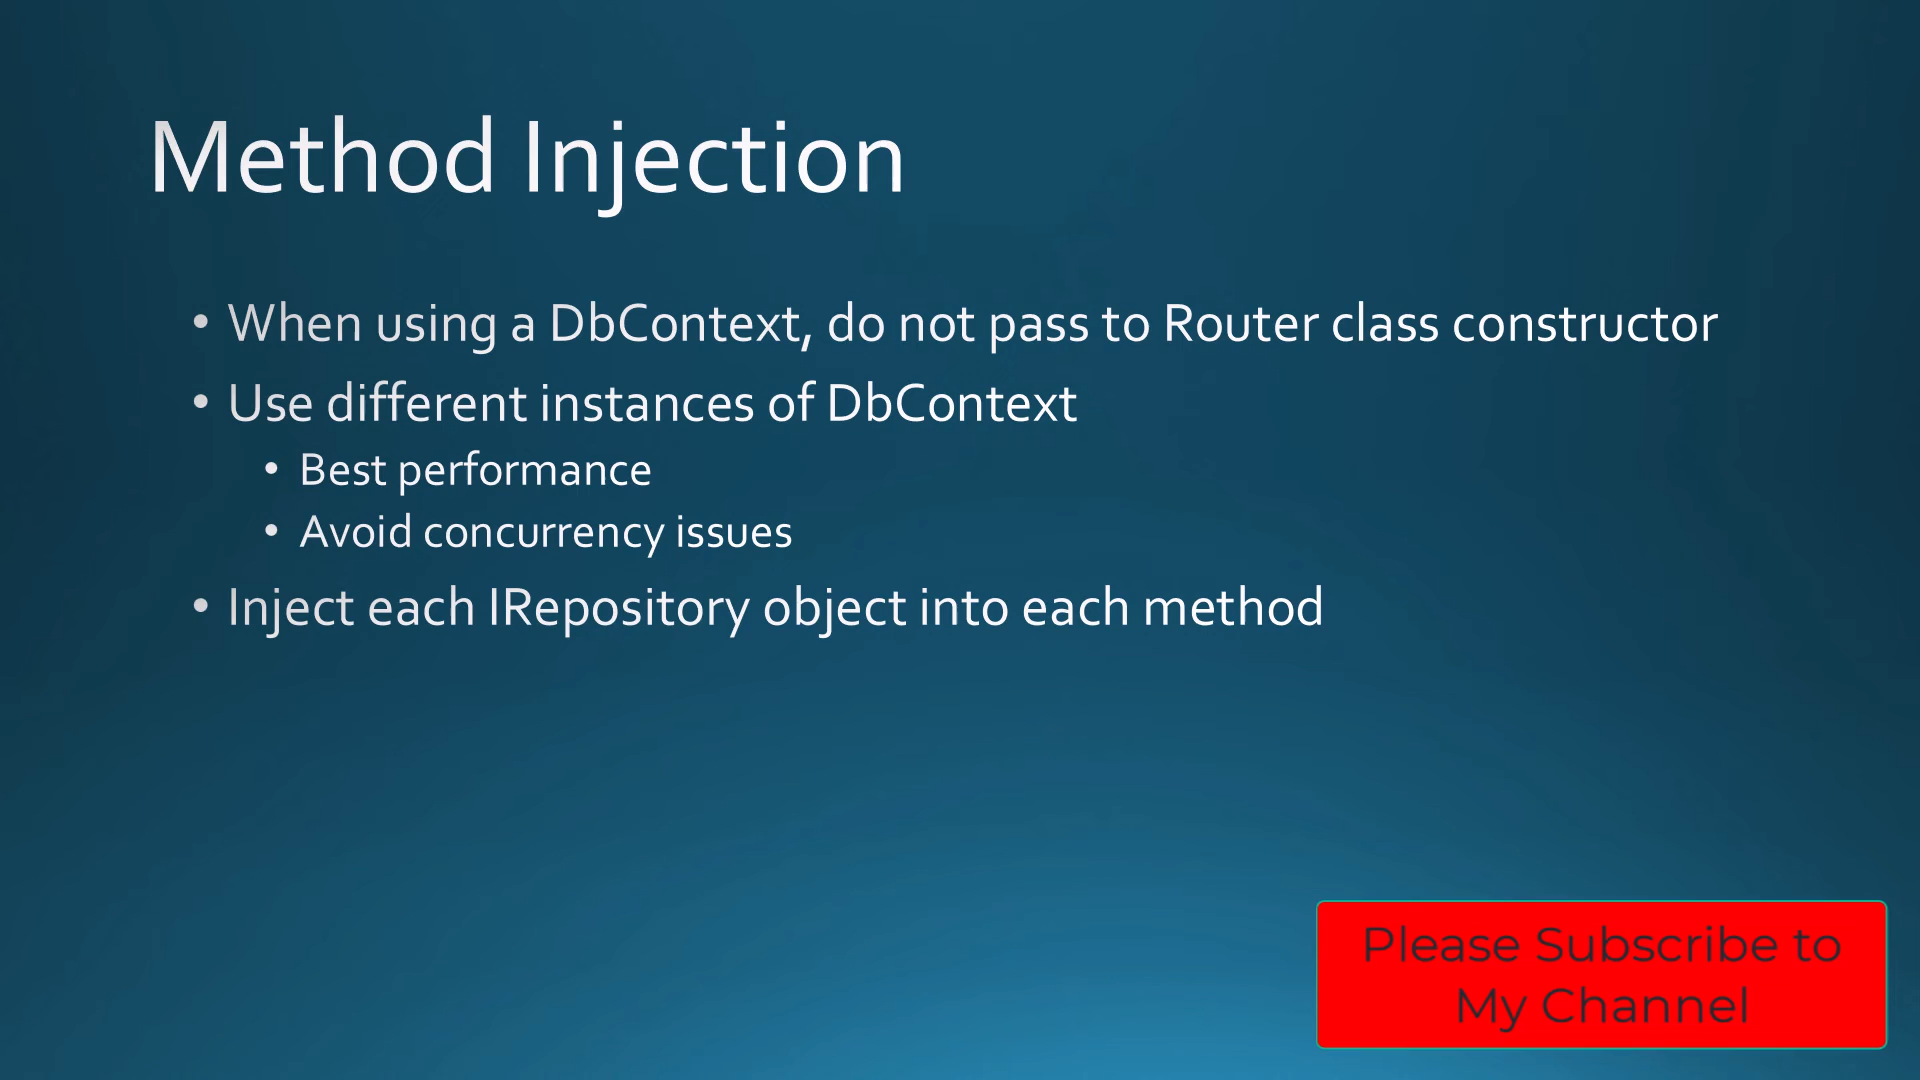 Method Injection
• When using a DbContext, do not pass to Router class constructor
• Use different instances of DbContext
• Best performance
• Avoid concurrency issues
• Inject each IRepository object into each method
Please Subscribe to
My Channel